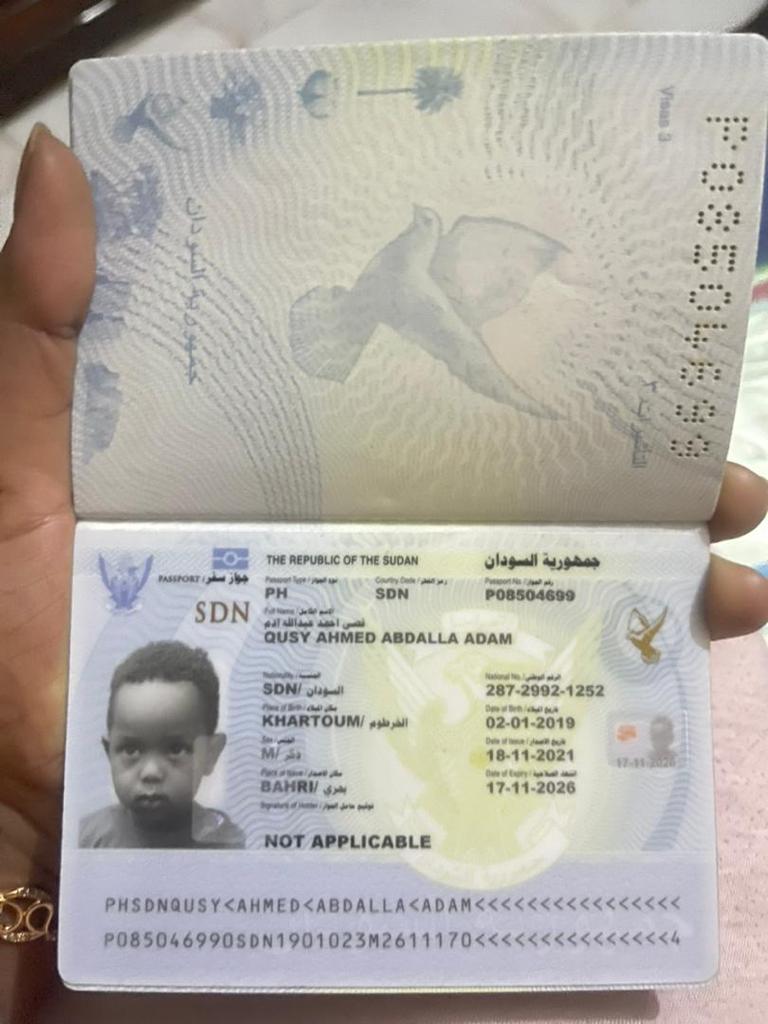 Visas 3
P08504699
التأشيرات ٣
جمهورية السودان
THE REPUBLIC OF THE SUDAN جمهورية السودان
PASSPORT / جواز سفر
Passport Type / نوع الجواز Country Code / رمز القطر Passport No. / رقم الجواز
PH SDN P08504699
SDN
Full Name / الاسم الكامل
قصي احمد عبدالله ادم
QUSY AHMED ABDALLA ADAM
Nationality / الجنسية National No. / الرقم الوطني
SDN/ السودان 287-2992-1252
Place of Birth / مكان الميلاد Date of Birth / تاريخ الميلاد
KHARTOUM/ الخرطوم 02-01-2019
Sex / الجنس Date of Issue / تاريخ الاصدار
M/ ذكر 18-11-2021
17-11-2026
Place of Issue / مكان الاصدار Date of Expiry /
BAHRI/ بحري 17-11-2026
Signature of Holder / توقيع حامل الجواز
NOT APPLICABLE
PHSDNQUSY<AHMED<ABDALLA<ADAM<<<<<<<<<<<<<<<<
P085046990SDN1901023M2611170<<<<<<<<<<<<<<<4